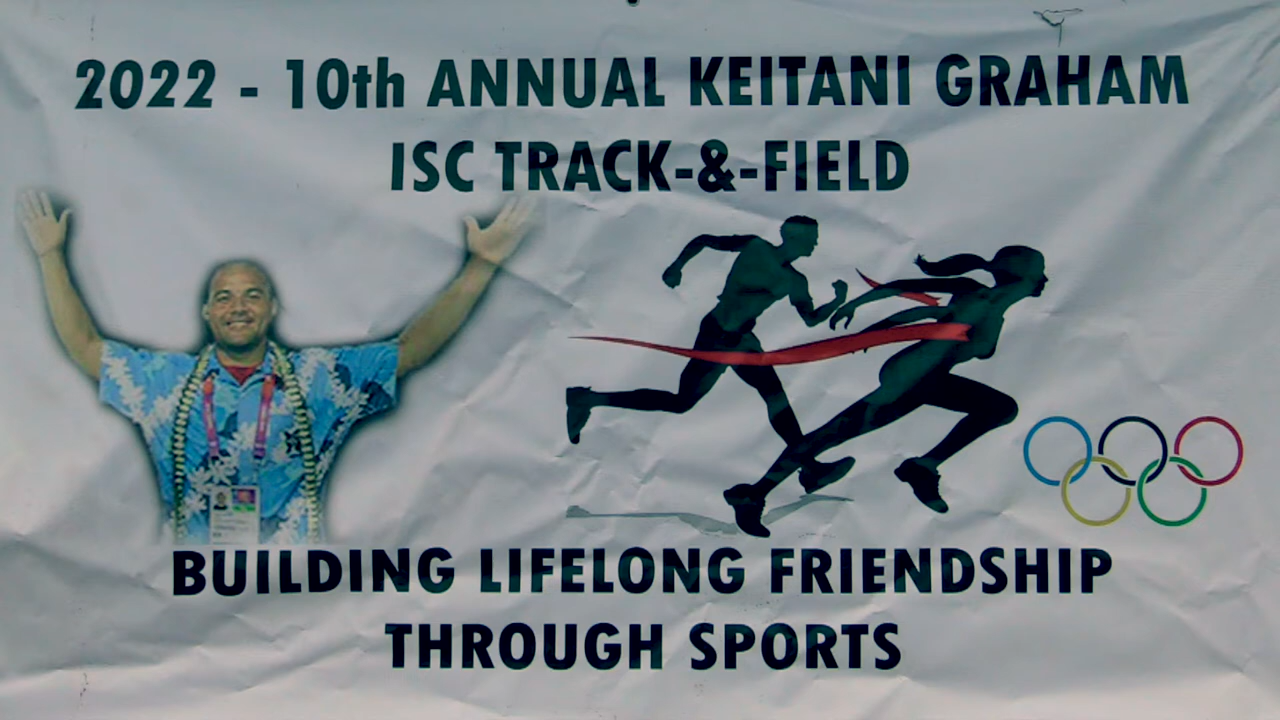 2022 - 10th ANNUAL KEITANI GRAHAM
ISC TRACK-&-FIELD
BUILDING LIFELONG FRIENDSHIP
THROUGH SPORTS